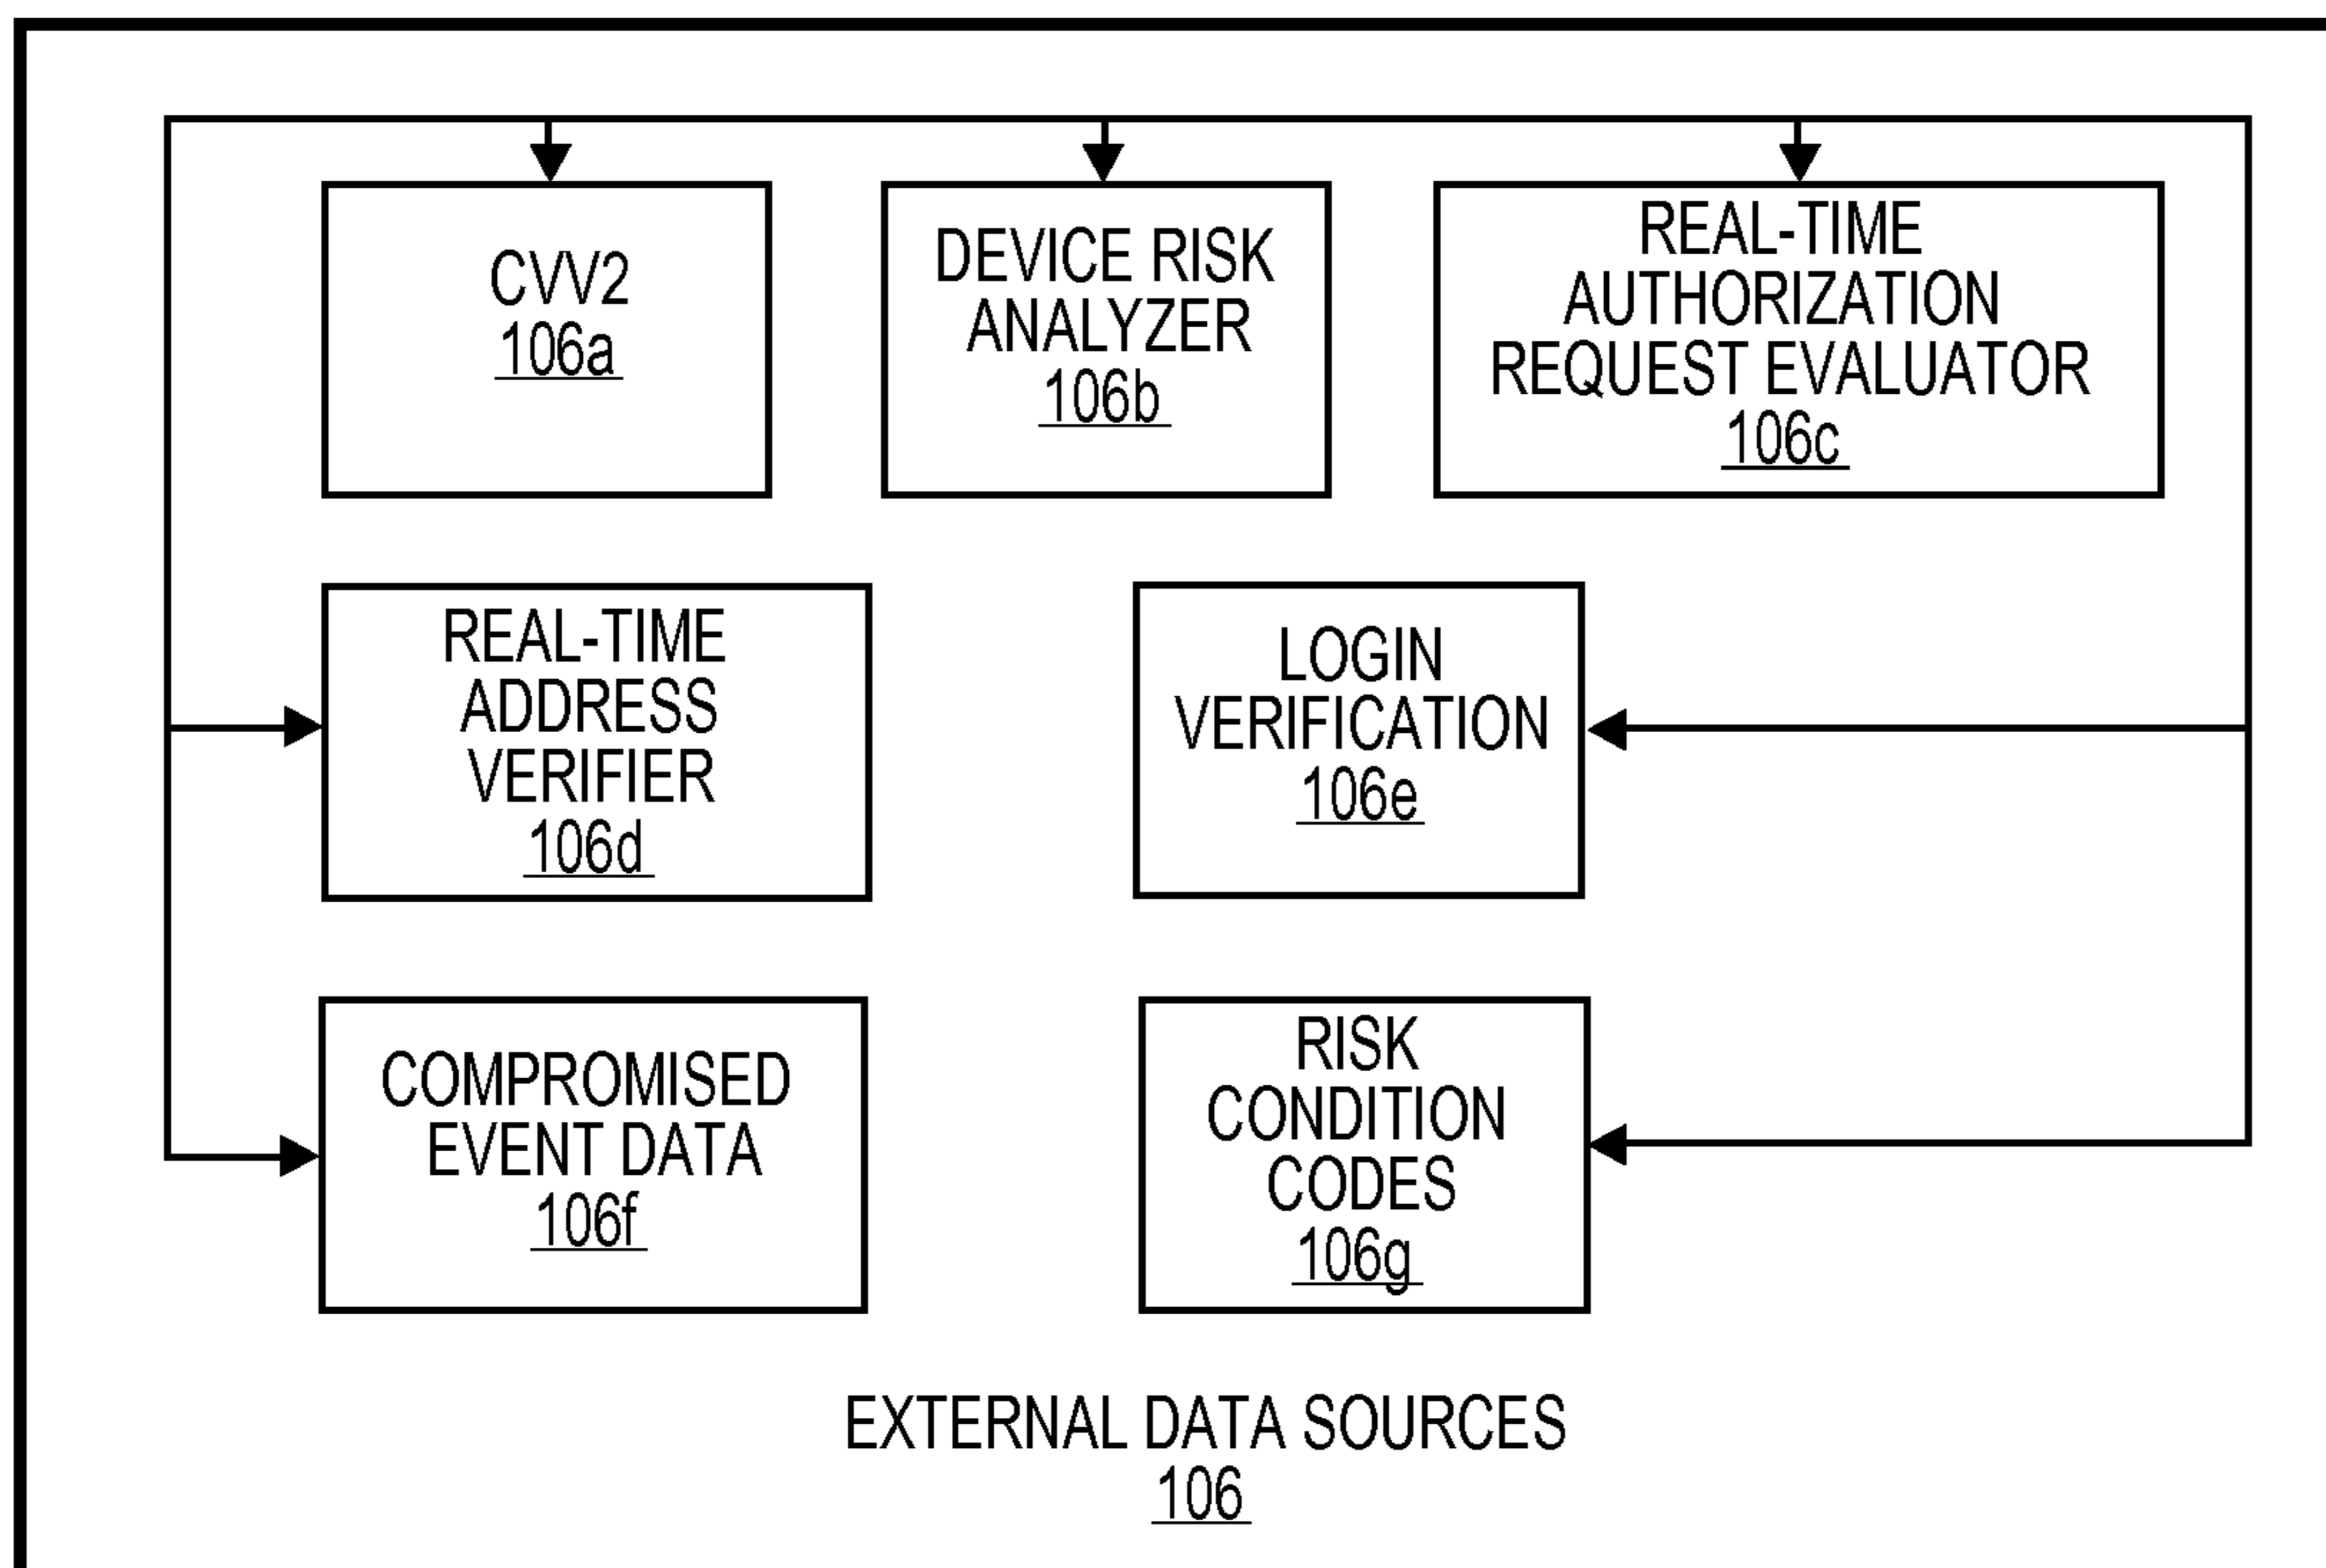 CVV2
106a
DEVICE RISK
ANALYZER
106b
REAL-TIME
AUTHORIZATION
REQUEST EVALUATOR
106c
REAL-TIME
ADDRESS
VERIFIER
106d
LOGIN
VERIFICATION
106e
COMPROMISED
EVENT DATA
106f
RISK
CONDITION
CODES
106g
EXTERNAL DATA SOURCES
106